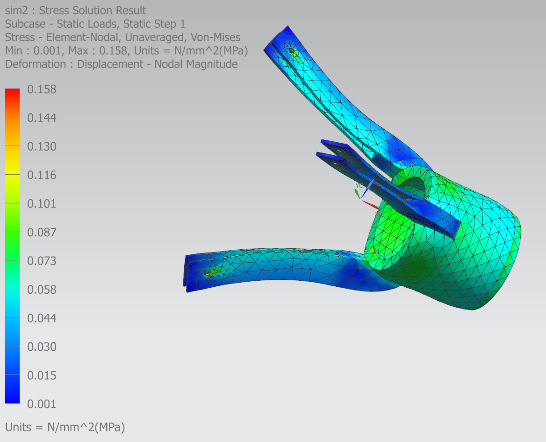 sim2 : Stress Solution Result
Subcase - Static Loads, Static Step 1
Stress - Element-Nodal, Unaveraged, Von-Mises
Min : 0.001, Max : 0.158, Units = N/mm^2(MPa)
Deformation : Displacement - Nodal Magnitude
0.158
0.144
0.130
0.116
0.101
0.087
0.073
0.058
0.044
0.030
0.015
0.001
Units = N/mm^2(MPa)